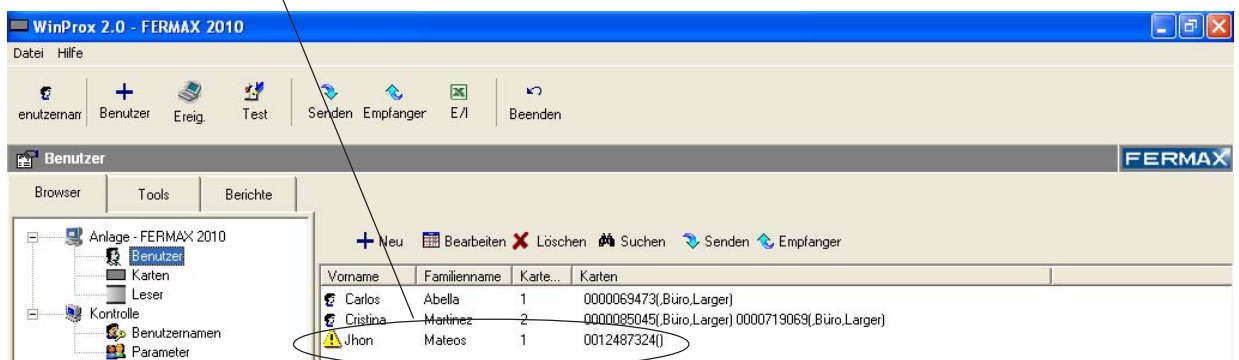 WinProx 2.0 - FERMAX 2010
Datei Hilfe
enutzernarr Benutzer Ereig. Test Senden Empfanger E/I Beenden
Benutzer FERMAX
Browser Tools Berichte
Anlage - FERMAX 2010
Benutzer
Karten
Leser
Kontrolle
Benutzernamen
Parameter
Neu Bearbeiten Löschen Suchen Senden Empfanger
Vorname Familienname Karte... Karten
Carlos Abella 1 0000069473(,Büro,Larger)
Cristina Martinez 2 0000085045(,Büro,Larger) 0000719069(,Büro,Larger)
Jhon Mateos 1 0012487324()